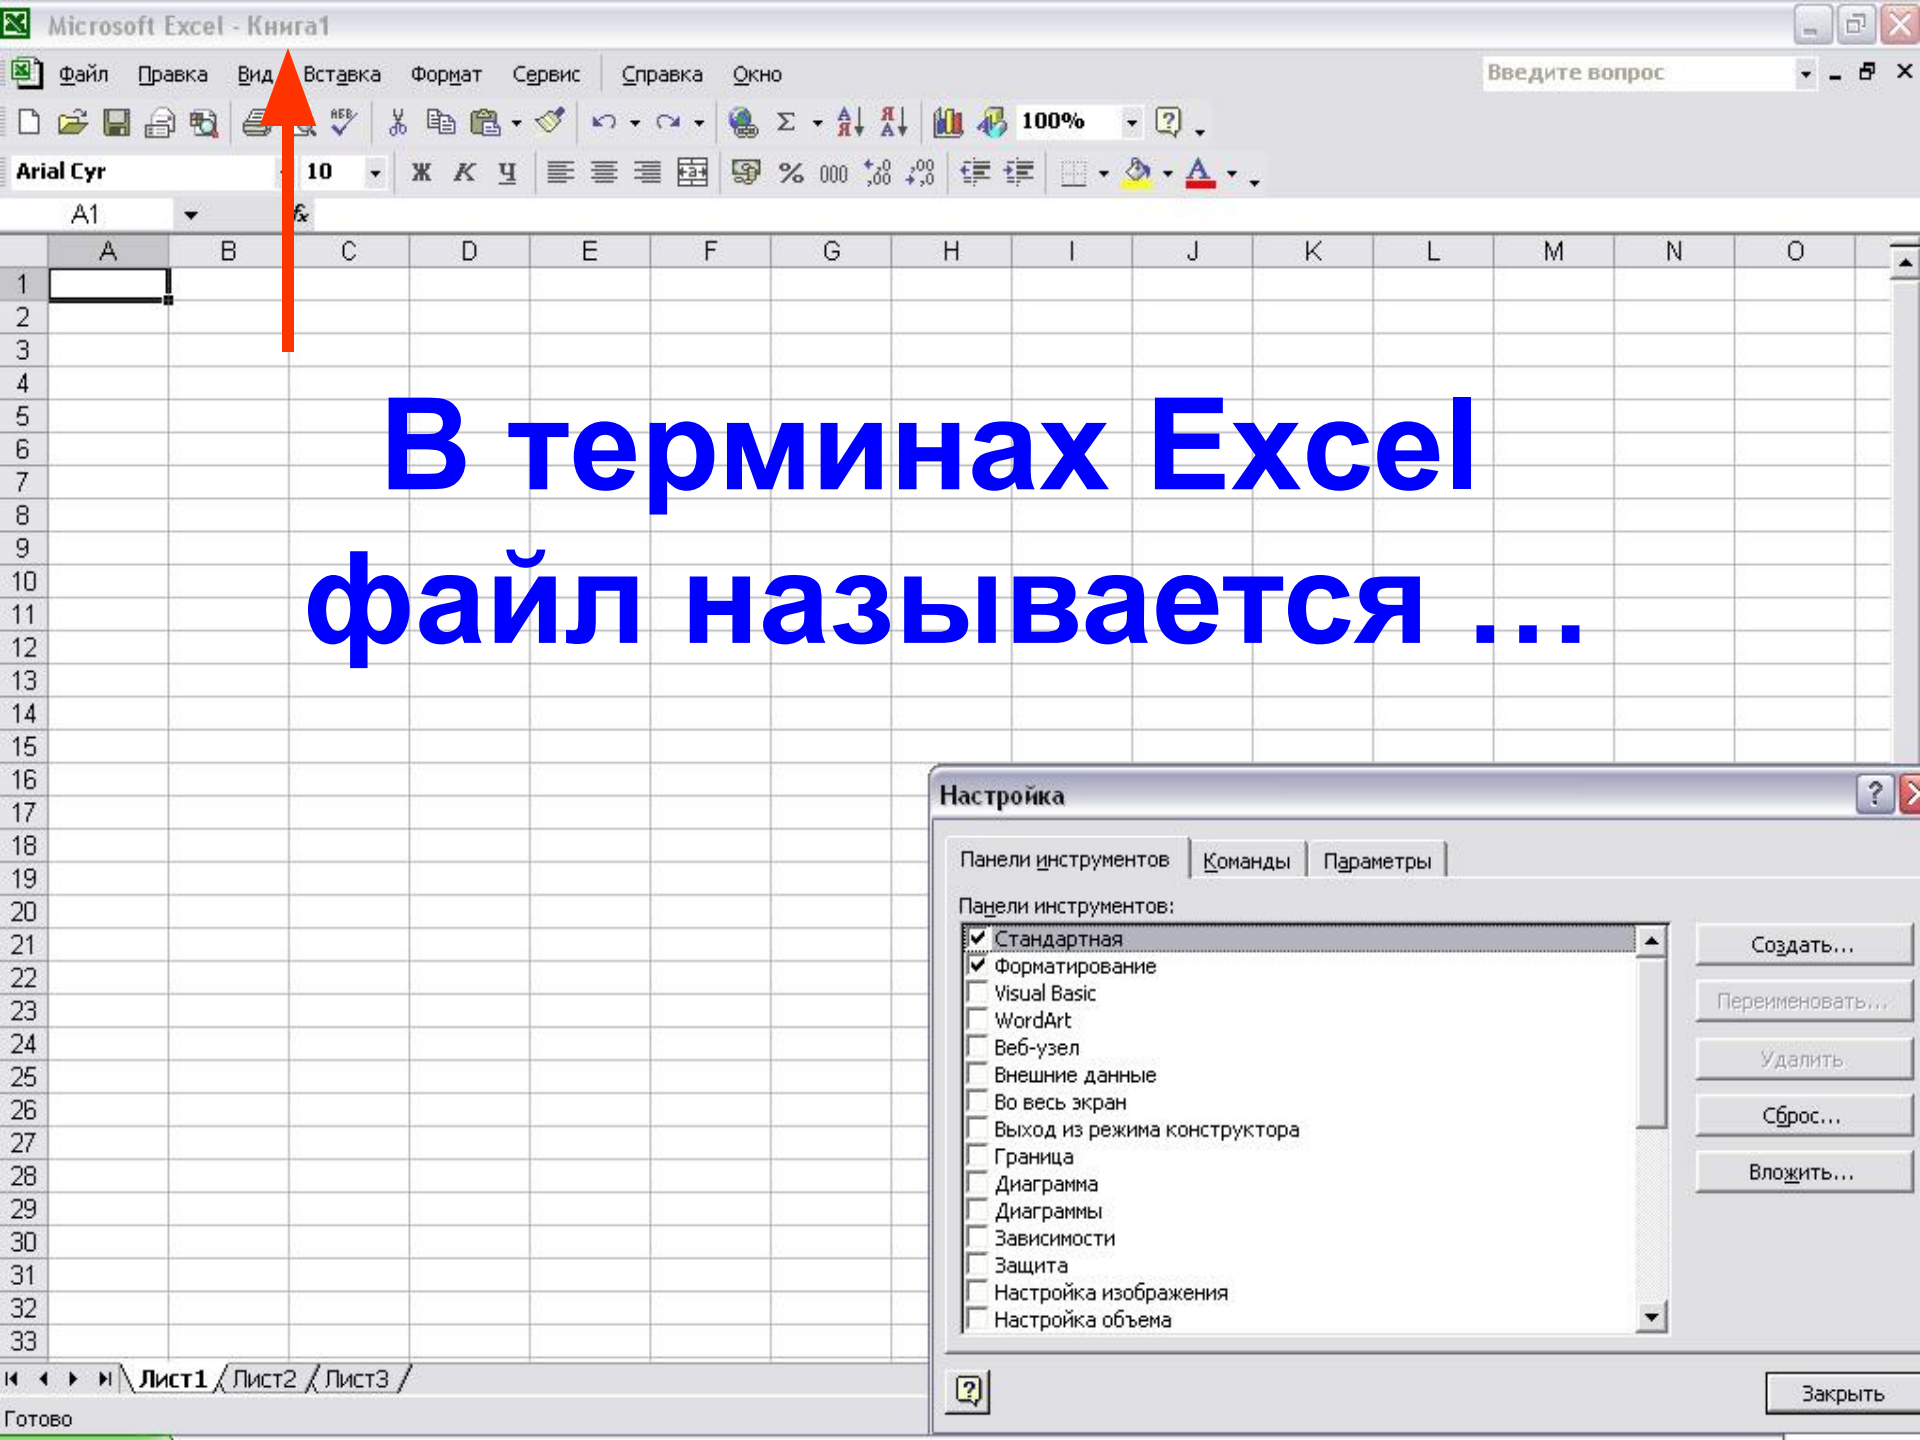 Microsoft Excel - Книга1
Файл Правка Вид Вставка Формат Сервис Справка Окно Введите вопрос
100%
Arial Cyr 10 Ж К Ч % 000
A1 fx
A B C D E F G H I J K L M N O
1
2
3
4
5
6
7
8
9
10
11
12
13
14
15
16
17
18
19
20
21
22
23
24
25
26
27
28
29
30
31
32
33
В терминах Excel
файл называется ...
Настройка
Панели инструментов Команды Параметры
Панели инструментов:
Стандартная
Форматирование
Visual Basic
WordArt
Веб-узел
Внешние данные
Во весь экран
Выход из режима конструктора
Граница
Диаграмма
Диаграммы
Зависимости
Защита
Настройка изображения
Настройка объема
Создать...
Переименовать...
Удалить
Сброс...
Вложить...
Закрыть
Лист1 Лист2 Лист3
Готово